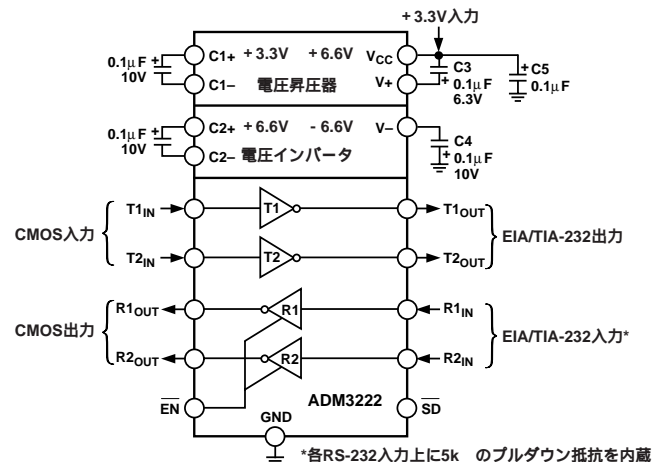 +3.3V入力
0.1μF
10V
C1+ +3.3V +6.6V VCC
C1– 電圧昇圧器 V+
C3
0.1μF
6.3V
C5
0.1μF
0.1μF
10V
C2+ +6.6V - 6.6V V–
C2– 電圧インバータ
C4
0.1μF
10V
CMOS入力
T1IN T1 T1OUT
T2IN T2 T2OUT
EIA/TIA-232出力
CMOS出力
R1OUT R1 R1IN
R2OUT R2 R2IN
EIA/TIA-232入力*
EN ADM3222 SD
GND
*各RS-232入力上に5k のプルダウン抵抗を内蔵